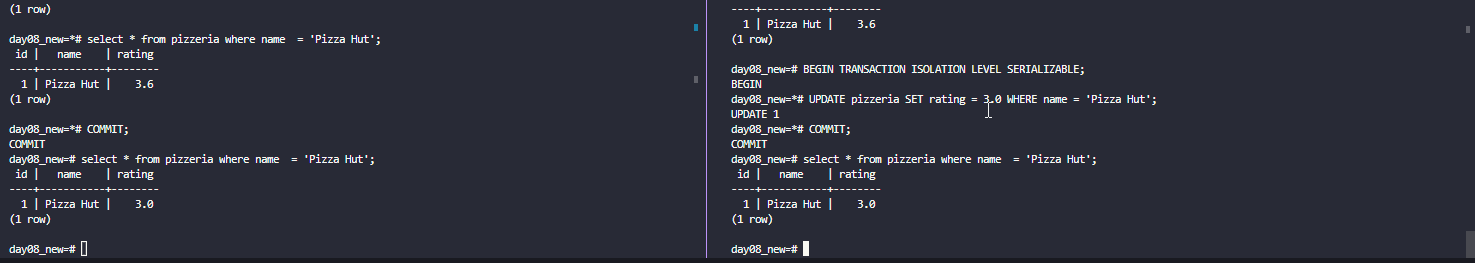 (1 row)
day08_new=*# select * from pizzeria where name  = 'Pizza Hut';
 id |   name    | rating
----+-----------+--------
  1 | Pizza Hut |    3.6
(1 row)
day08_new=*# COMMIT;
COMMIT
day08_new=# select * from pizzeria where name  = 'Pizza Hut';
 id |   name    | rating
----+-----------+--------
  1 | Pizza Hut |    3.0
(1 row)
day08_new=#
----+-----------+--------
  1 | Pizza Hut |    3.6
(1 row)
day08_new=# BEGIN TRANSACTION ISOLATION LEVEL SERIALIZABLE;
BEGIN
day08_new=*# UPDATE pizzeria SET rating = 3.0 WHERE name = 'Pizza Hut';
UPDATE 1
day08_new=*# COMMIT;
COMMIT
day08_new=# select * from pizzeria where name  = 'Pizza Hut';
 id |   name    | rating
----+-----------+--------
  1 | Pizza Hut |    3.0
(1 row)
day08_new=#